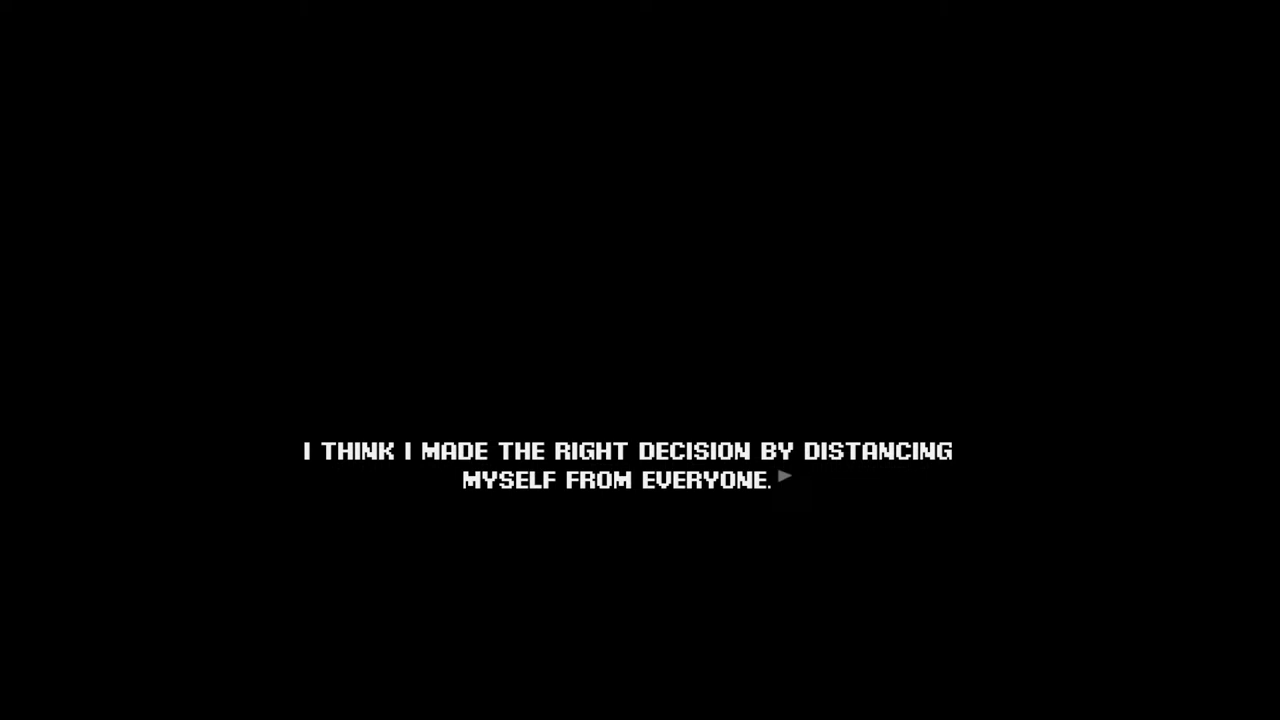 I THINK I MADE THE RIGHT DECISION BY DISTANCING
MYSELF FROM EVERYONE.